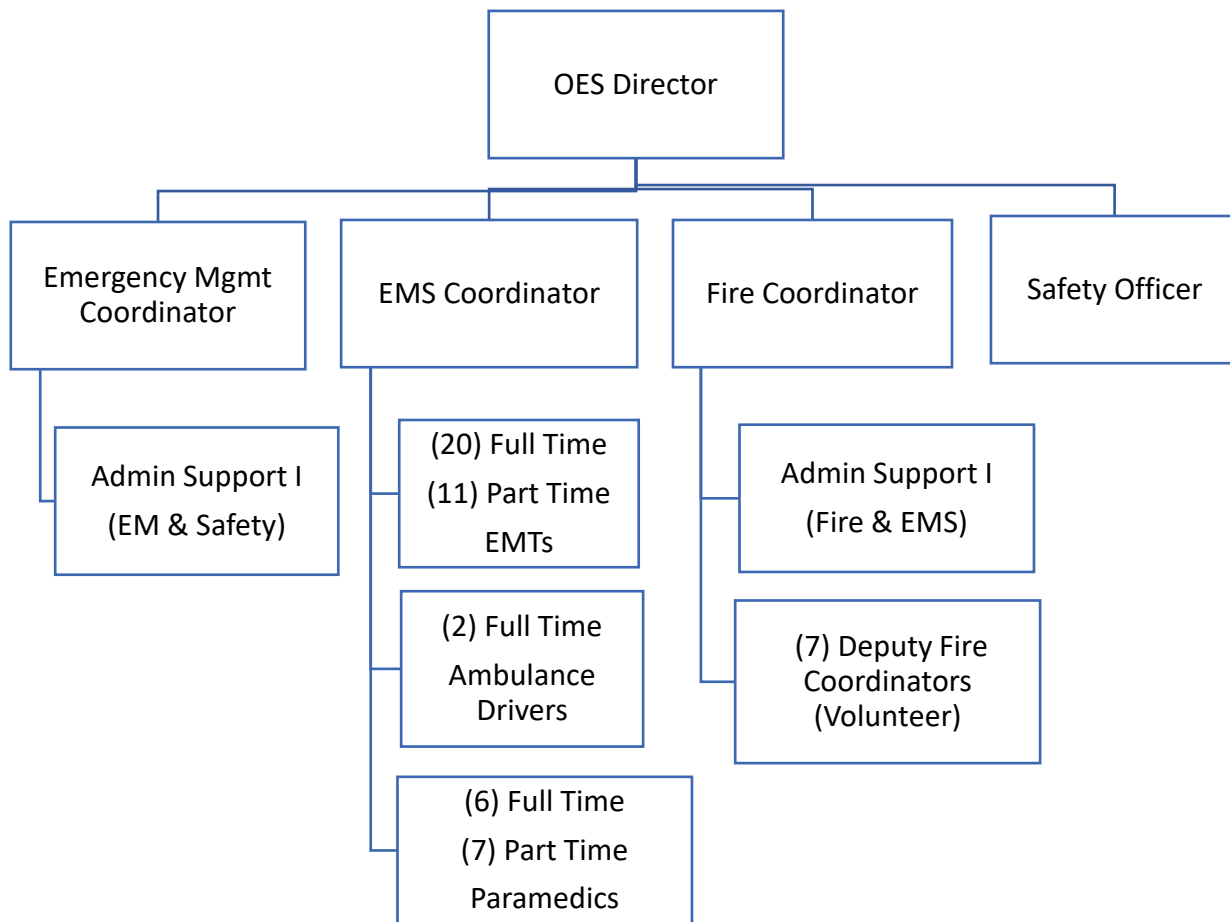 OES Director
Emergency Mgmt
Coordinator
EMS Coordinator
Fire Coordinator
Safety Officer
Admin Support I
(EM & Safety)
(20) Full Time
(11) Part Time
EMTs
(2) Full Time
Ambulance
Drivers
(6) Full Time
(7) Part Time
Paramedics
Admin Support I
(Fire & EMS)
(7) Deputy Fire
Coordinators
(Volunteer)